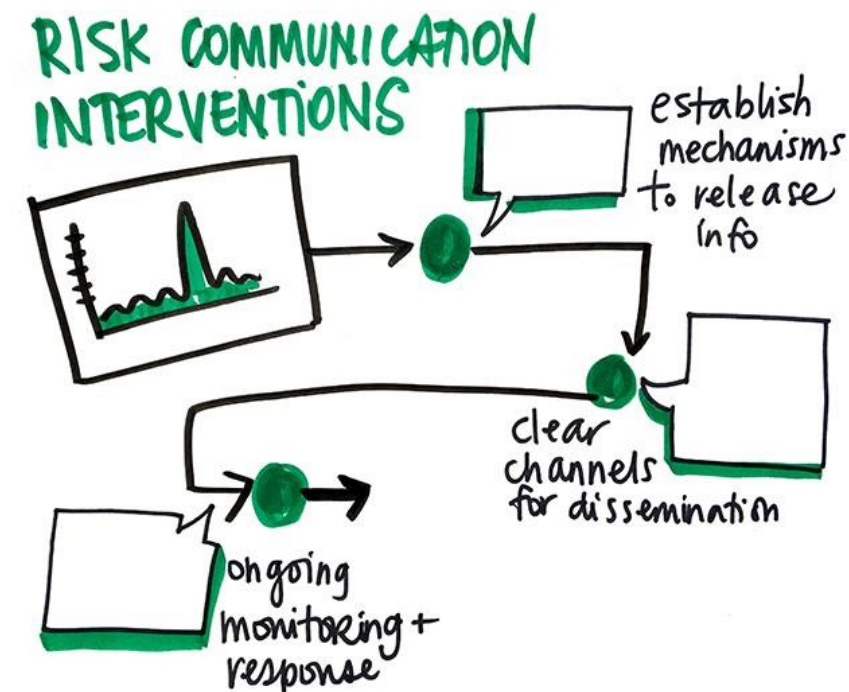 RISK COMMUNICATION
INTERVENTIONS
establish
mechanisms
to release
info
clear
channels
for dissemination
ongoing
monitoring +
response